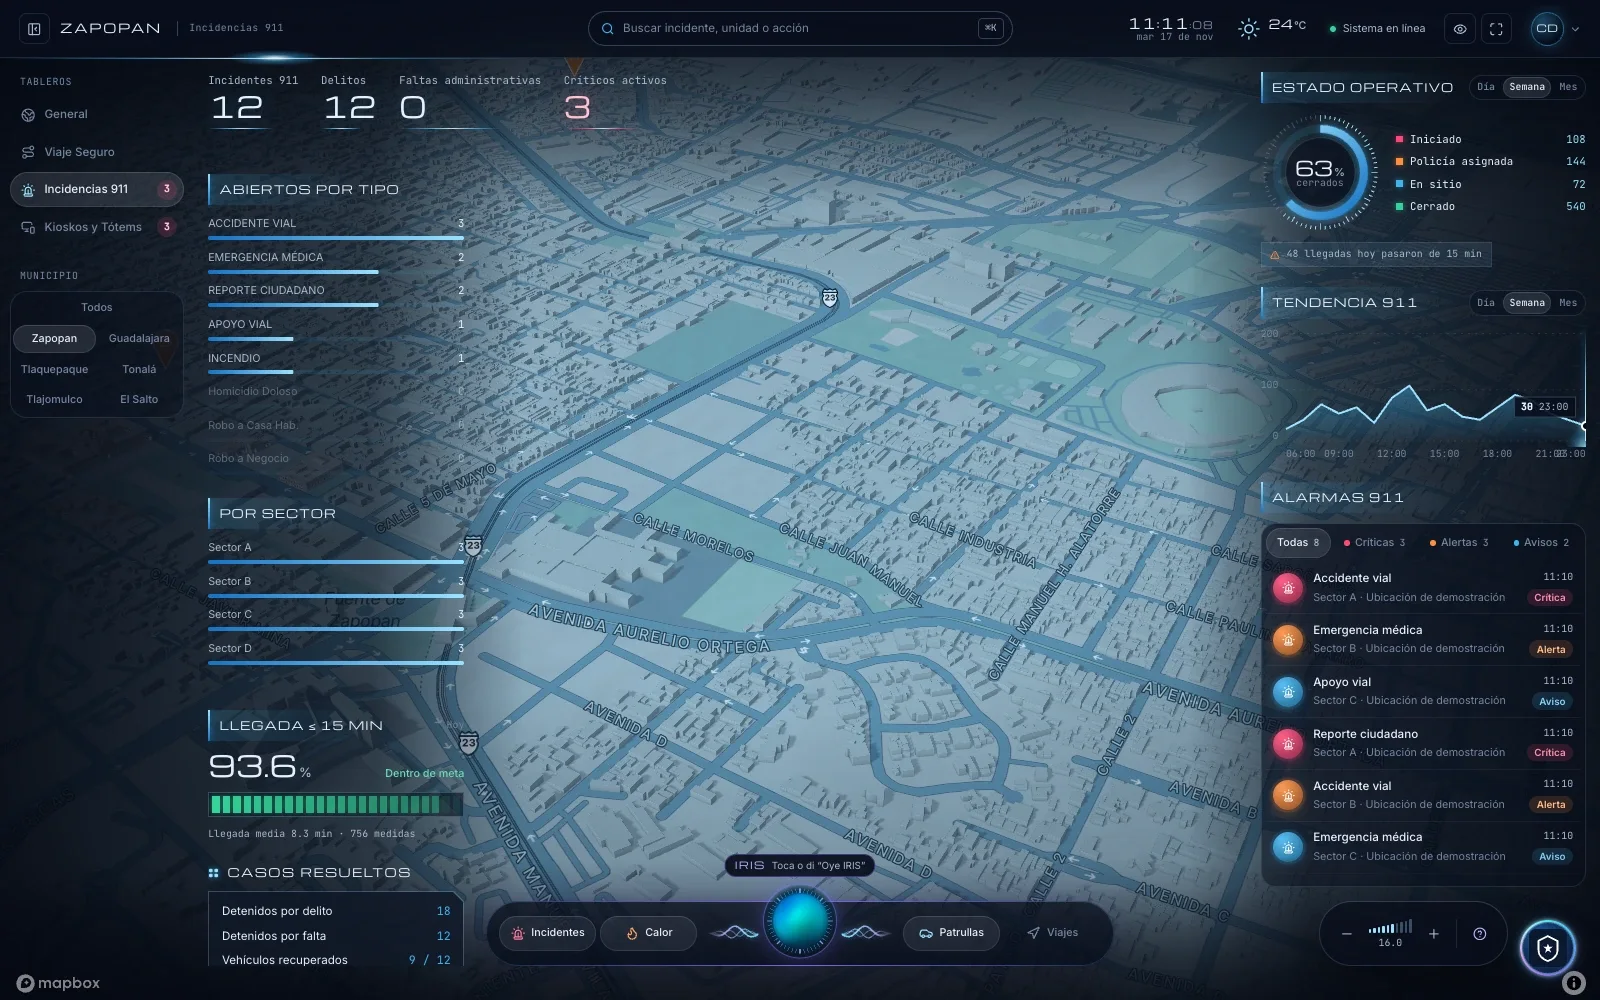 ZAPOPAN
Incidencias 911
Buscar incidente, unidad o acción
⌘K
11:11:08
mar 17 de nov
24°C
Sistema en línea
CD
TABLEROS
General
Viaje Seguro
Incidencias 911 3
Kioskos y Tótems 3
MUNICIPIO
Todos
Zapopan Guadalajara
Tlaquepaque Tonalá
Tlajomulco El Salto
Incidentes 911
12
Delitos
12
Faltas administrativas
0
Críticos activos
3
ABIERTOS POR TIPO
ACCIDENTE VIAL 3
EMERGENCIA MÉDICA 2
REPORTE CIUDADANO 2
APOYO VIAL 1
INCENDIO 1
Homicidio Doloso
Robo a Casa Hab.
Robo a Negocio
POR SECTOR
Sector A 3
Sector B 3
Sector C 3
Sector D 3
LLEGADA ≤ 15 MIN
Hoy
93.6%
Dentro de meta
Llegada media 8.3 min · 756 medidas
CASOS RESUELTOS
Detenidos por delito 18
Detenidos por falta 12
Vehículos recuperados 9 / 12
mapbox
23
CALLE 5 DE MAYO
23
Fuente de
Zapopan
CALLE MORELOS
CALLE JUAN MANUEL
CALLE INDUSTRIA
CALLE MANUEL H. ALATORRE
AVENIDA AURELIO ORTEGA
23
AVENIDA D
CALLE 2
AVENIDA B
AVENIDA D
CALLE 2
AVENIDA C
IRIS Toca o di "Oye IRIS"
Incidentes
Calor
Patrullas
Viajes
ESTADO OPERATIVO
Día Semana Mes
63%
cerrados
Iniciado 108
Policía asignada 144
En sitio 72
Cerrado 540
48 llegadas hoy pasaron de 15 min
TENDENCIA 911
Día Semana Mes
200
100
0
30 23:00
06:00 09:00 12:00 15:00 18:00 21:00 23:00
ALARMAS 911
Todas 8 Críticas 3 Alertas 3 Avisos 2
Accidente vial 11:10
Sector A · Ubicación de demostración Crítica
Emergencia médica 11:10
Sector B · Ubicación de demostración Alerta
Apoyo vial 11:10
Sector C · Ubicación de demostración Aviso
Reporte ciudadano 11:10
Sector A · Ubicación de demostración Crítica
Accidente vial 11:10
Sector B · Ubicación de demostración Alerta
Emergencia médica 11:10
Sector C · Ubicación de demostración Aviso
16.0